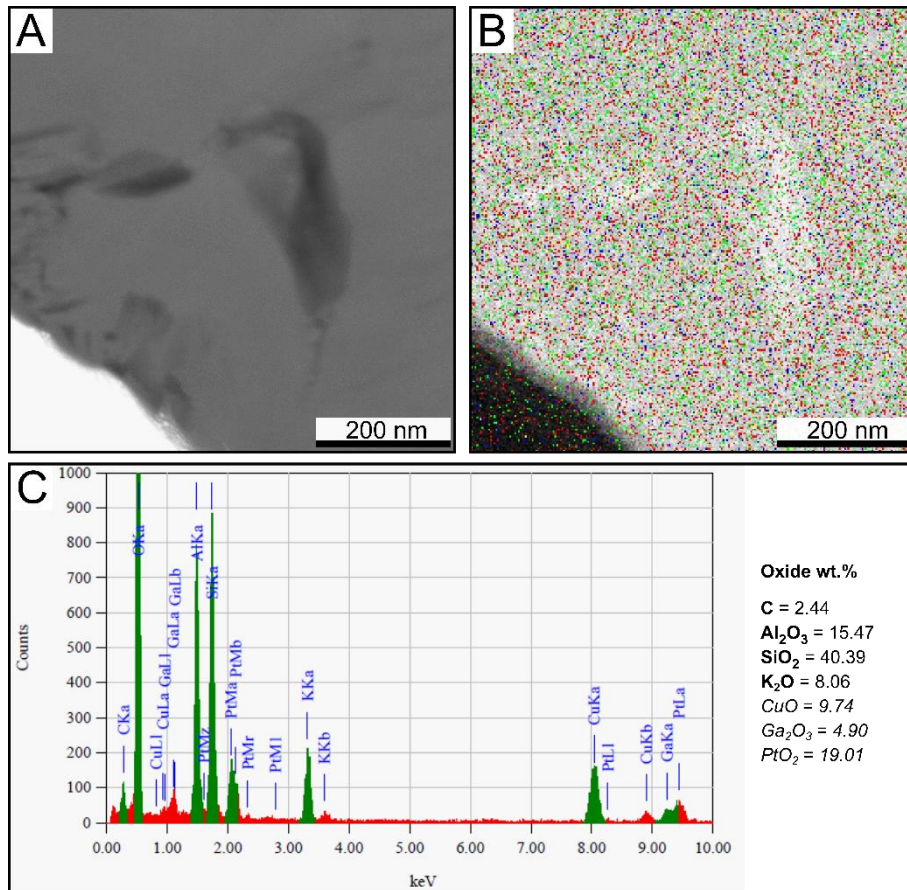 A
B
200 nm
200 nm
C
1000
900
800
700
600
500
400
300
200
100
0
Counts
CKa
OKa
CuLl
CuLa
GaLl
GaLa
GaLb
AlKa
PtMz
SiKa
PtMa
PtMb
PtMr
PtMl
KKa
KKb
CuKa
PtLl
CuKb
GaKa
PtLa
0.00 1.00 2.00 3.00 4.00 5.00 6.00 7.00 8.00 9.00 10.00
keV
Oxide wt.%
C = 2.44
Al₂O₃ = 15.47
SiO₂ = 40.39
K₂O = 8.06
CuO = 9.74
Ga₂O₃ = 4.90
PtO₂ = 19.01